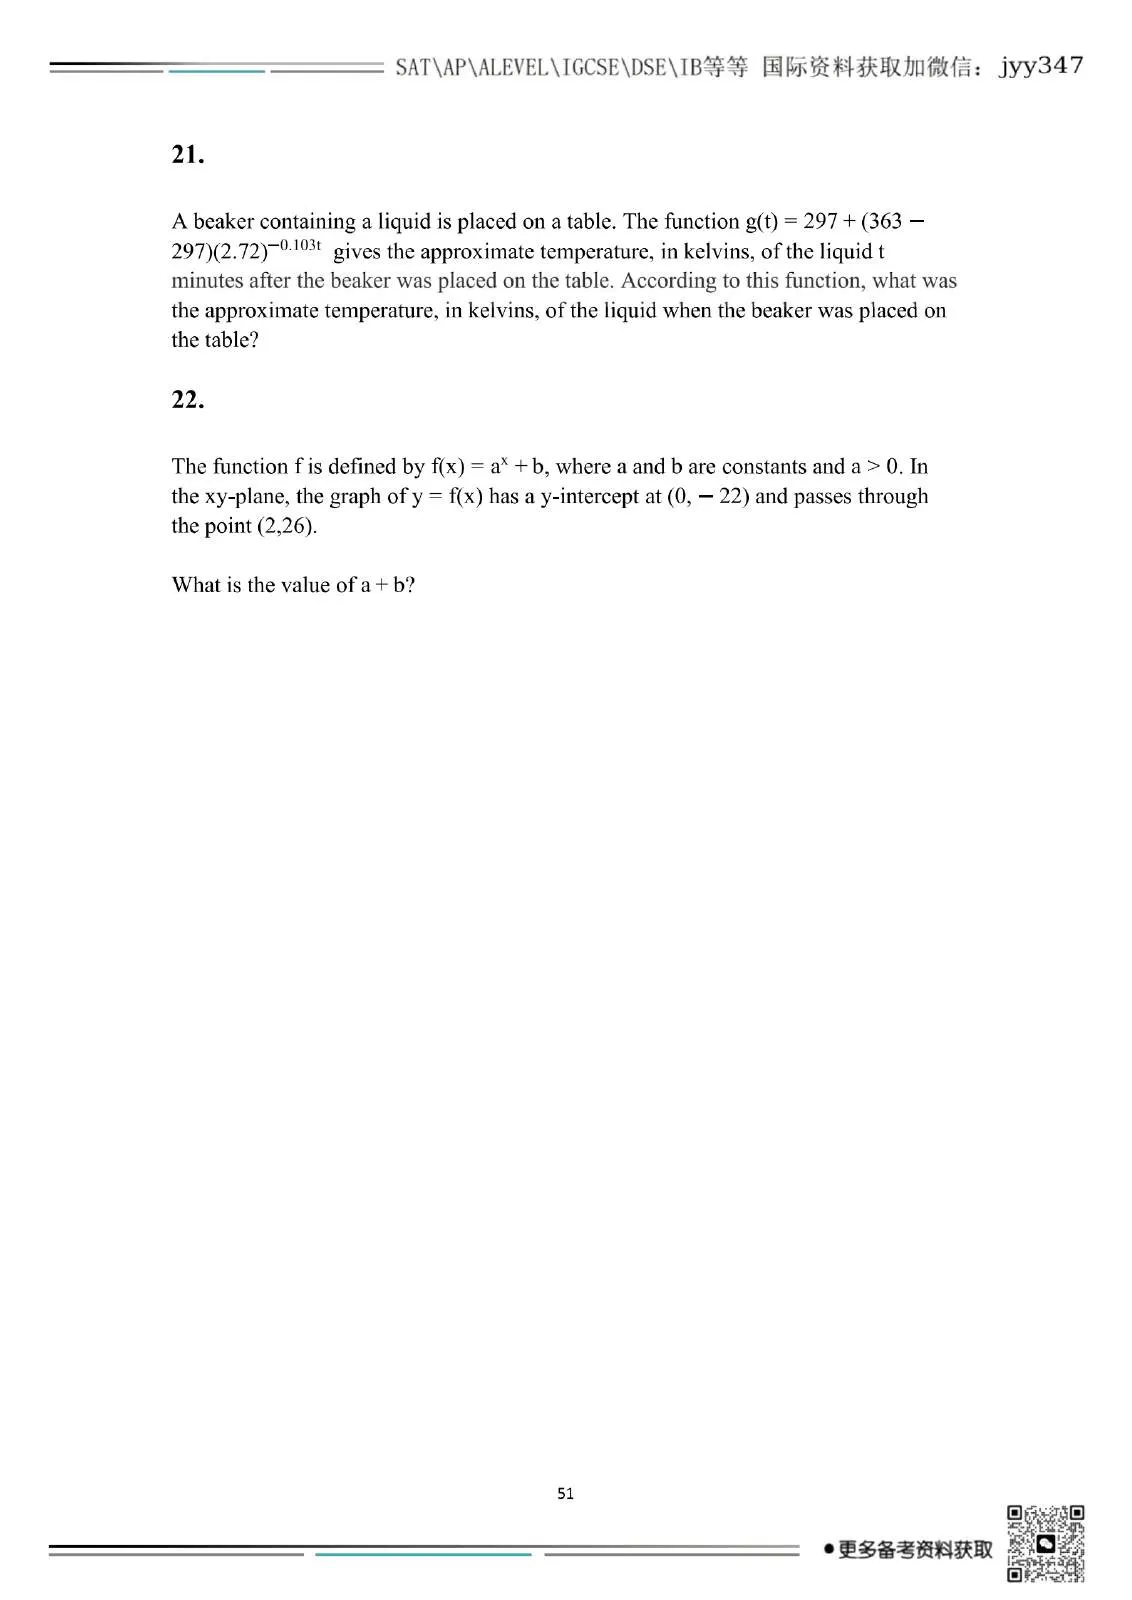 SAT\AP\ALEVEL\IGCSE\DSE\IB等等 国际资料获取加微信：jyy347
21.
A beaker containing a liquid is placed on a table. The function g(t) = 297 + (363 −
297)(2.72)^−0.103t gives the approximate temperature, in kelvins, of the liquid t
minutes after the beaker was placed on the table. According to this function, what was
the approximate temperature, in kelvins, of the liquid when the beaker was placed on
the table?
22.
The function f is defined by f(x) = aˣ + b, where a and b are constants and a > 0. In
the xy-plane, the graph of y = f(x) has a y-intercept at (0, − 22) and passes through
the point (2,26).
What is the value of a + b?
51
●更多备考资料获取